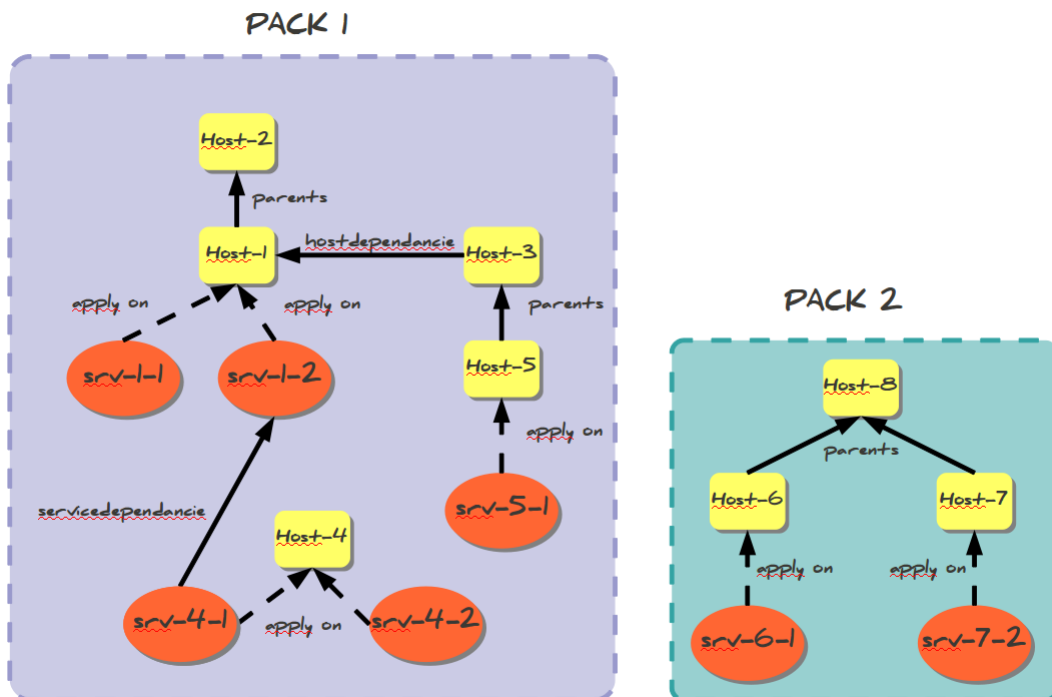 PACK 1
Host-2
parents
Host-1
hostdependancie
Host-3
apply on
apply on
parents
srv-1-1
srv-1-2
Host-5
apply on
servicedependancie
srv-5-1
Host-4
srv-4-1
apply on
srv-4-2
PACK 2
Host-8
parents
Host-6
Host-7
apply on
apply on
srv-6-1
srv-7-2